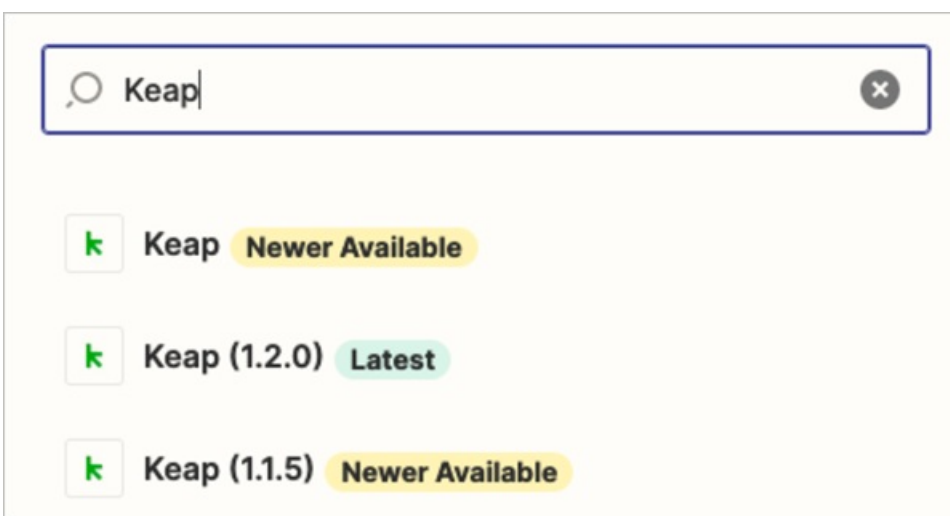 Keap
Keap Newer Available
Keap (1.2.0) Latest
Keap (1.1.5) Newer Available